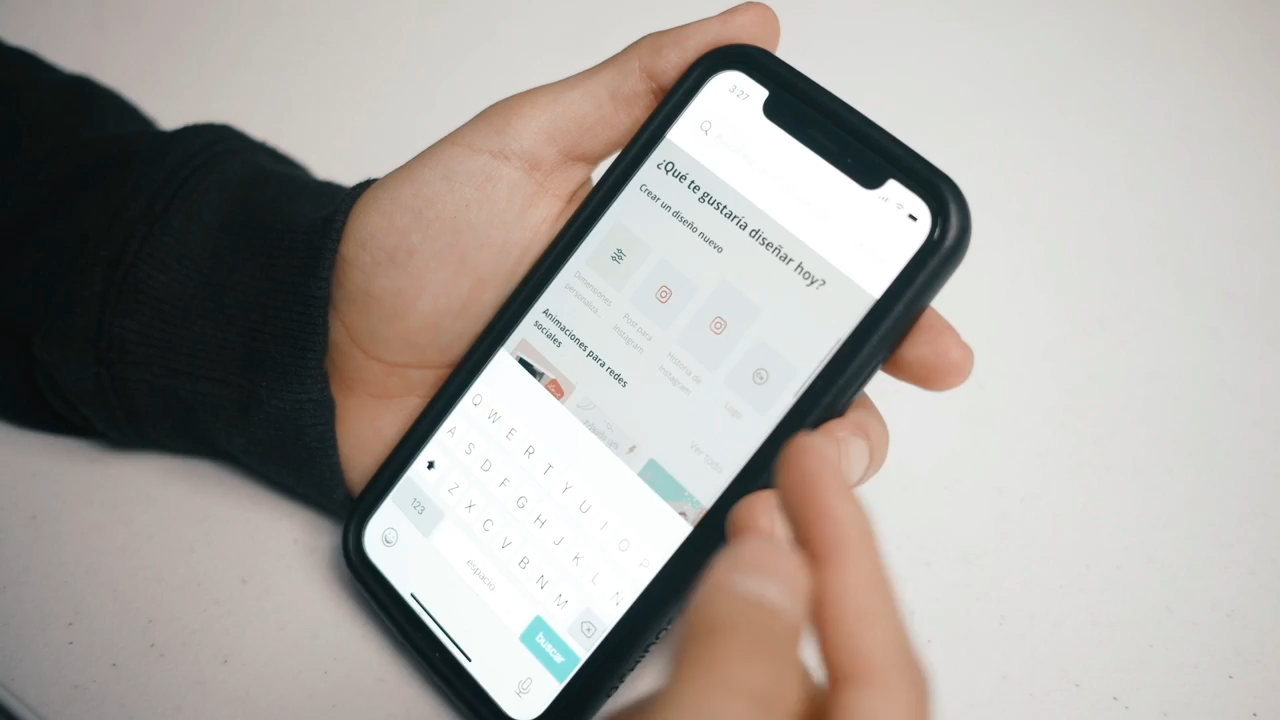 3:27
¿Qué te gustaría diseñar hoy?
Crear un diseño nuevo
Dimensiones
personaliza...
Post para
Instagram
Historia de
Instagram
Logo
Animaciones para redes
sociales
Ver todo
Q W E R T Y U I O P
A S D F G H J K L Ñ
Z X C V B N M
123
espacio
buscar